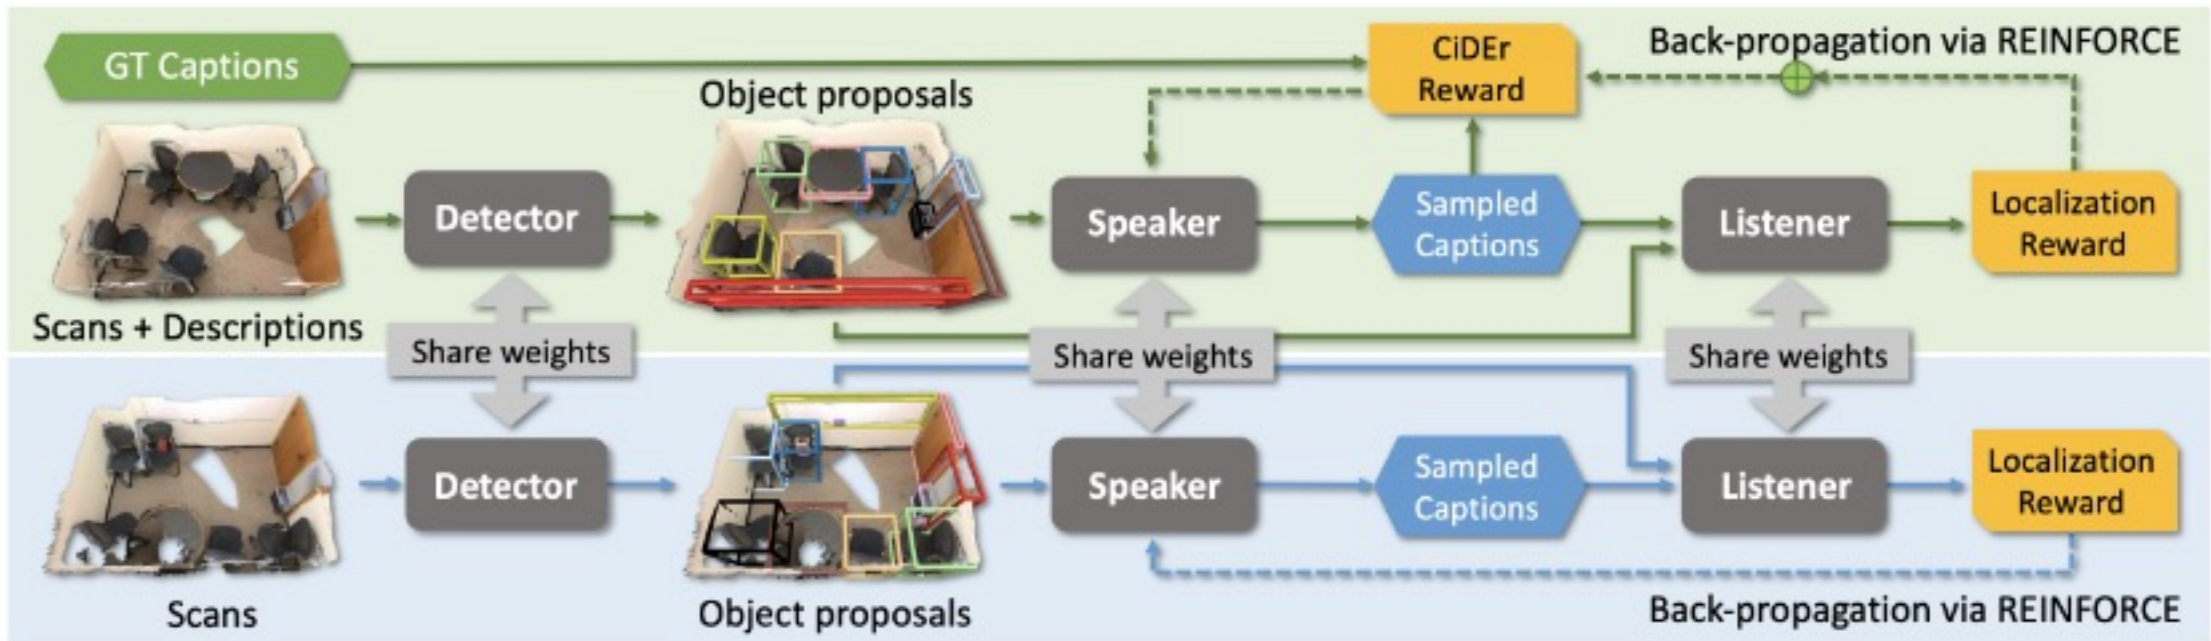 GT Captions
CiDEr
Reward
Back-propagation via REINFORCE
Object proposals
Detector
Speaker
Sampled
Captions
Listener
Localization
Reward
Scans + Descriptions
Share weights
Share weights
Share weights
Detector
Speaker
Sampled
Captions
Listener
Localization
Reward
Scans
Object proposals
Back-propagation via REINFORCE